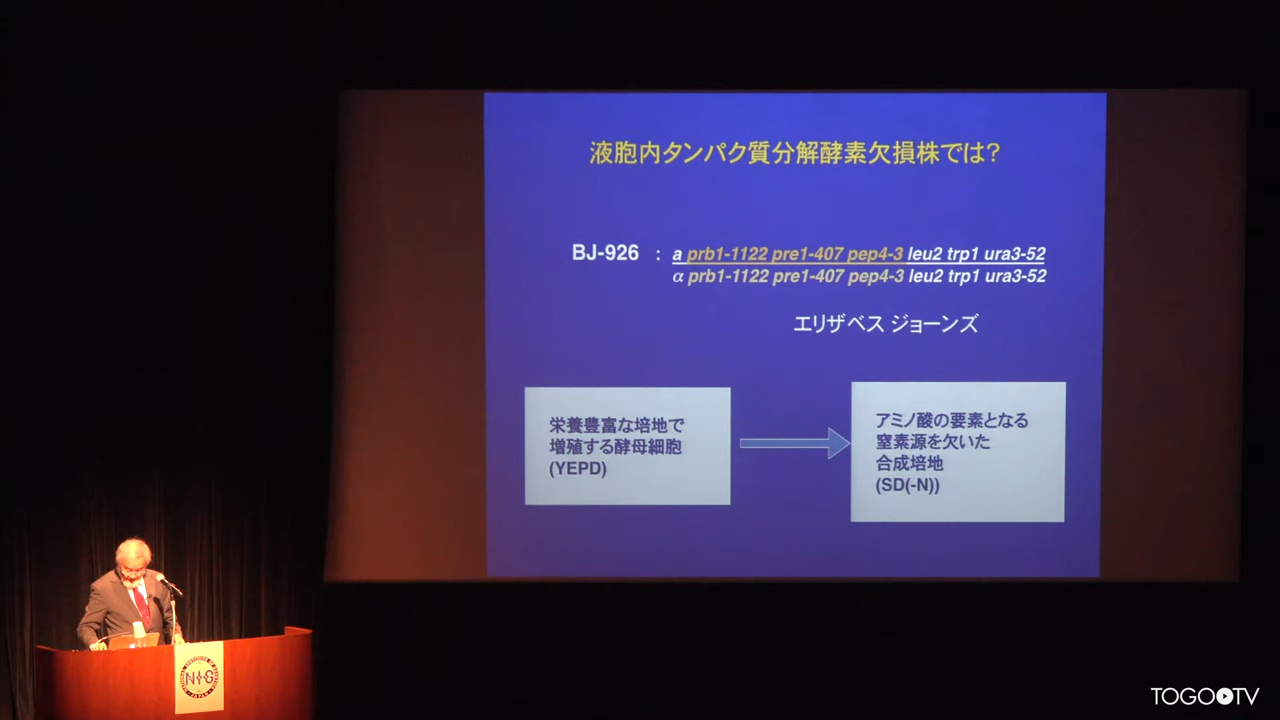 液胞内タンパク質分解酵素欠損株では?
BJ-926 : a prb1-1122 pre1-407 pep4-3 leu2 trp1 ura3-52
α prb1-1122 pre1-407 pep4-3 leu2 trp1 ura3-52
エリザベス ジョーンズ
栄養豊富な培地で
増殖する酵母細胞
(YEPD)
アミノ酸の要素となる
窒素源を欠いた
合成培地
(SD(-N))
NIG
TOGO TV